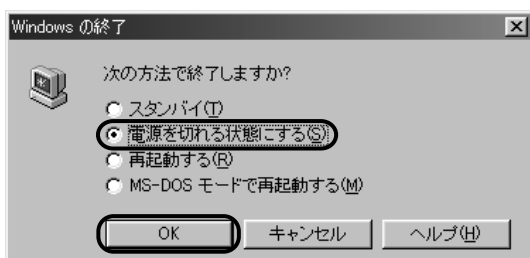 Windows の終了
次の方法で終了しますか?
スタンバイ(T)
電源を切れる状態にする(S)
再起動する(R)
MS-DOS モードで再起動する(M)
OK キャンセル ヘルプ(H)